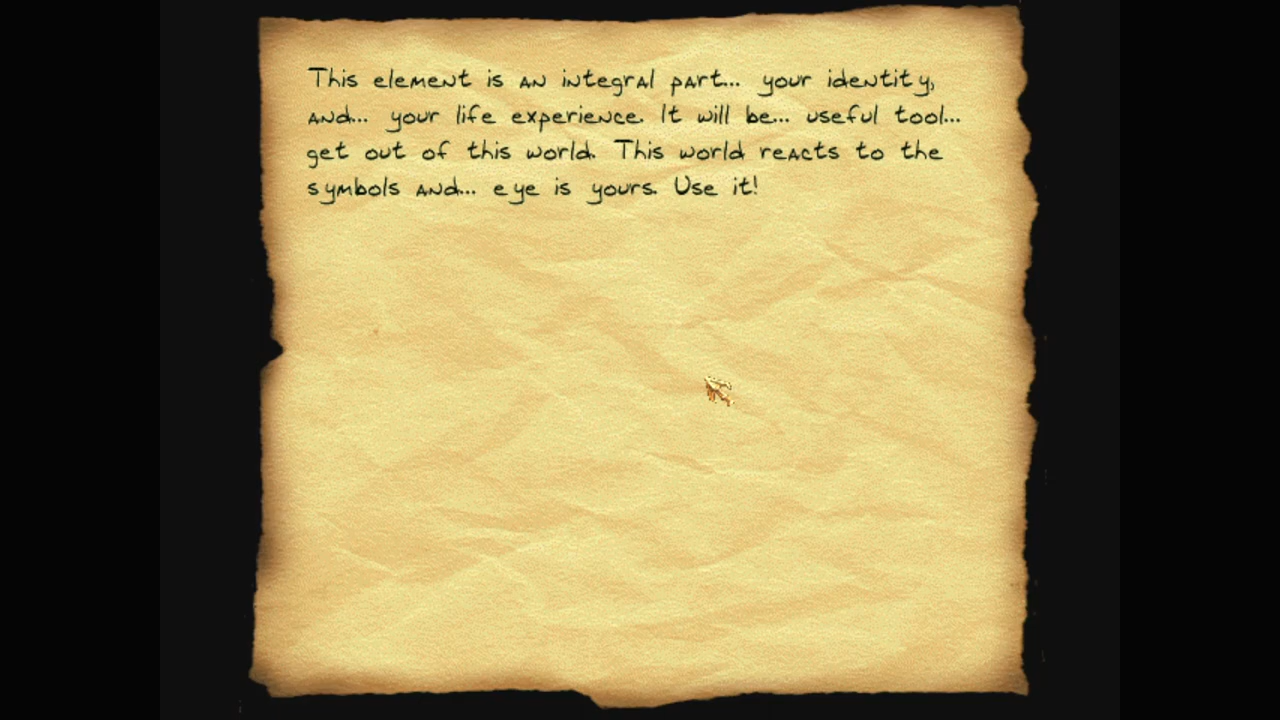 This element is an integral part... your identity,
and... your life experience. It will be... useful tool...
get out of this world. This world reacts to the
symbols and... eye is yours. Use it!